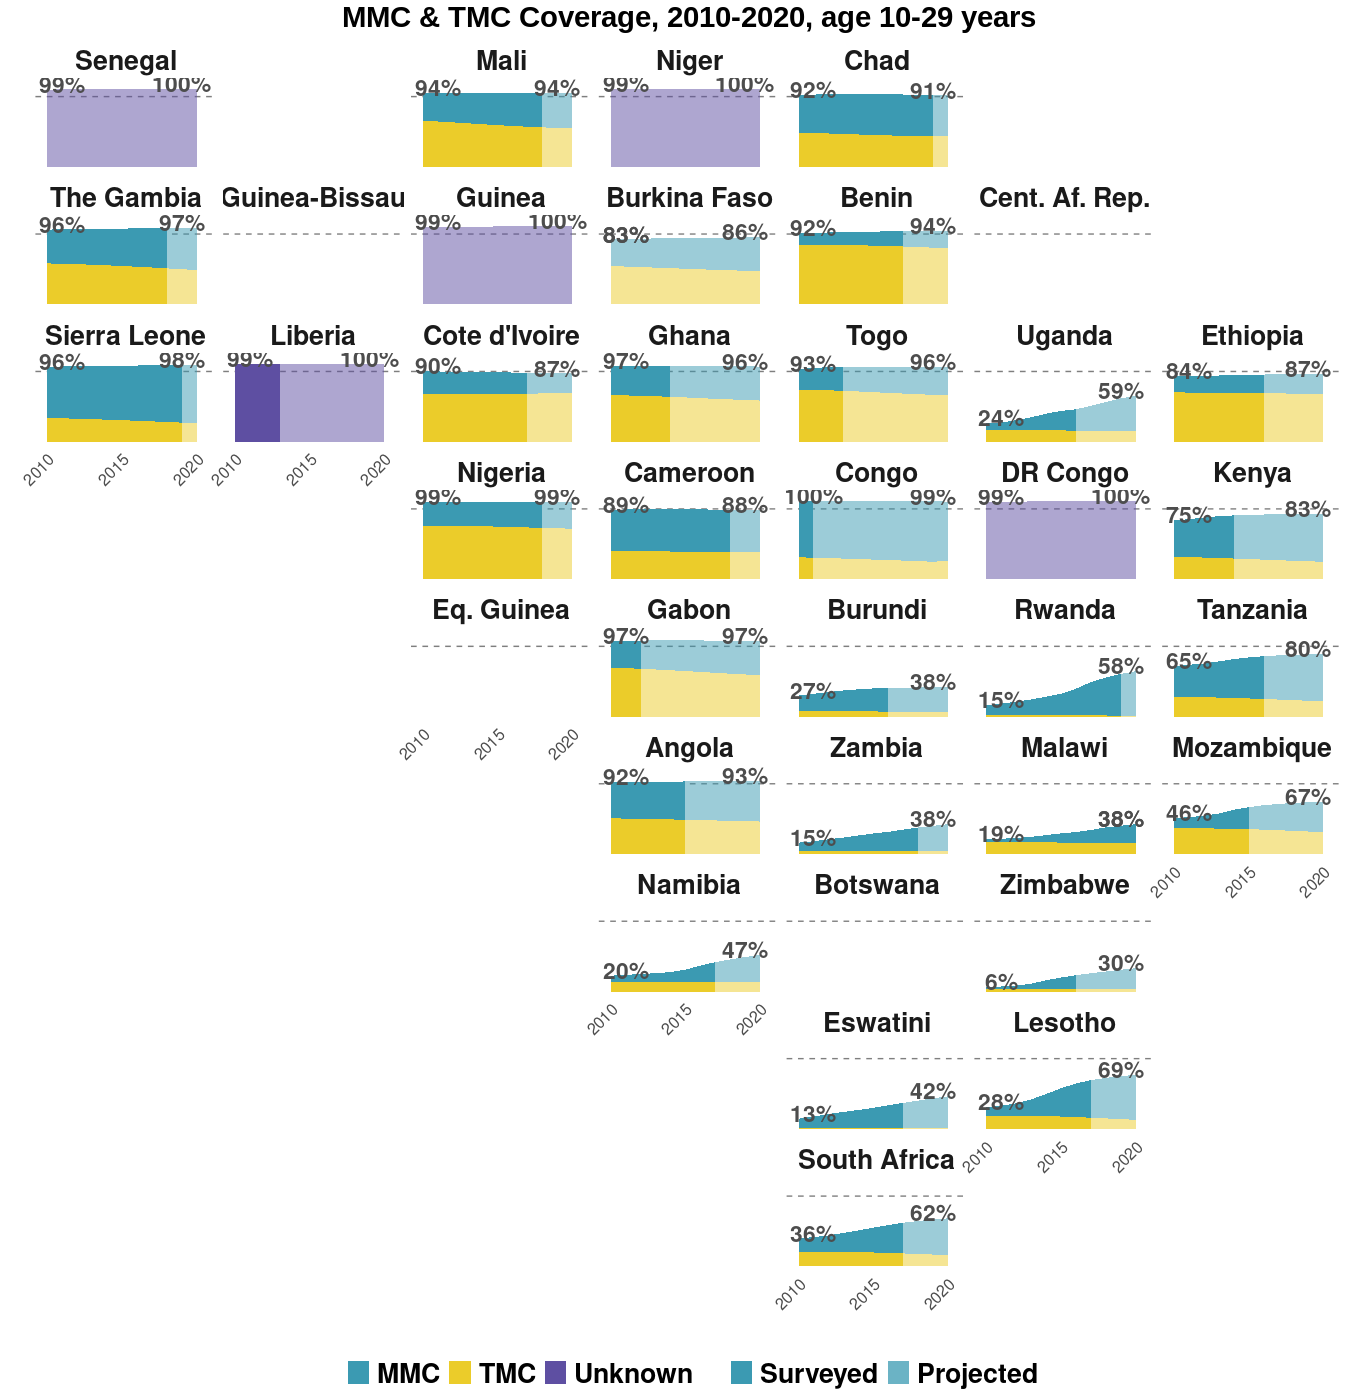 MMC & TMC Coverage, 2010-2020, age 10-29 years
Senegal Mali Niger Chad
99% 100% 94% 94% 99% 100% 92% 91%
The Gambia Guinea-Bissau Guinea Burkina Faso Benin Cent. Af. Rep.
96% 97% 99% 100% 83% 86% 92% 94%
Sierra Leone Liberia Cote d'Ivoire Ghana Togo Uganda Ethiopia
96% 98% 99% 100% 90% 87% 97% 96% 93% 96% 24% 59% 84% 87%
2010 2015 2020 2010 2015 2020
Nigeria Cameroon Congo DR Congo Kenya
99% 99% 89% 88% 100% 99% 99% 100% 75% 83%
Eq. Guinea Gabon Burundi Rwanda Tanzania
97% 97% 27% 38% 15% 58% 65% 80%
2010 2015 2020
Angola Zambia Malawi Mozambique
92% 93% 15% 38% 19% 38% 46% 67%
2010 2015 2020
Namibia Botswana Zimbabwe
20% 47% 6% 30%
2010 2015 2020
Eswatini Lesotho
13% 42% 28% 69%
2010 2015 2020
South Africa
36% 62%
2010 2015 2020
MMC TMC Unknown Surveyed Projected